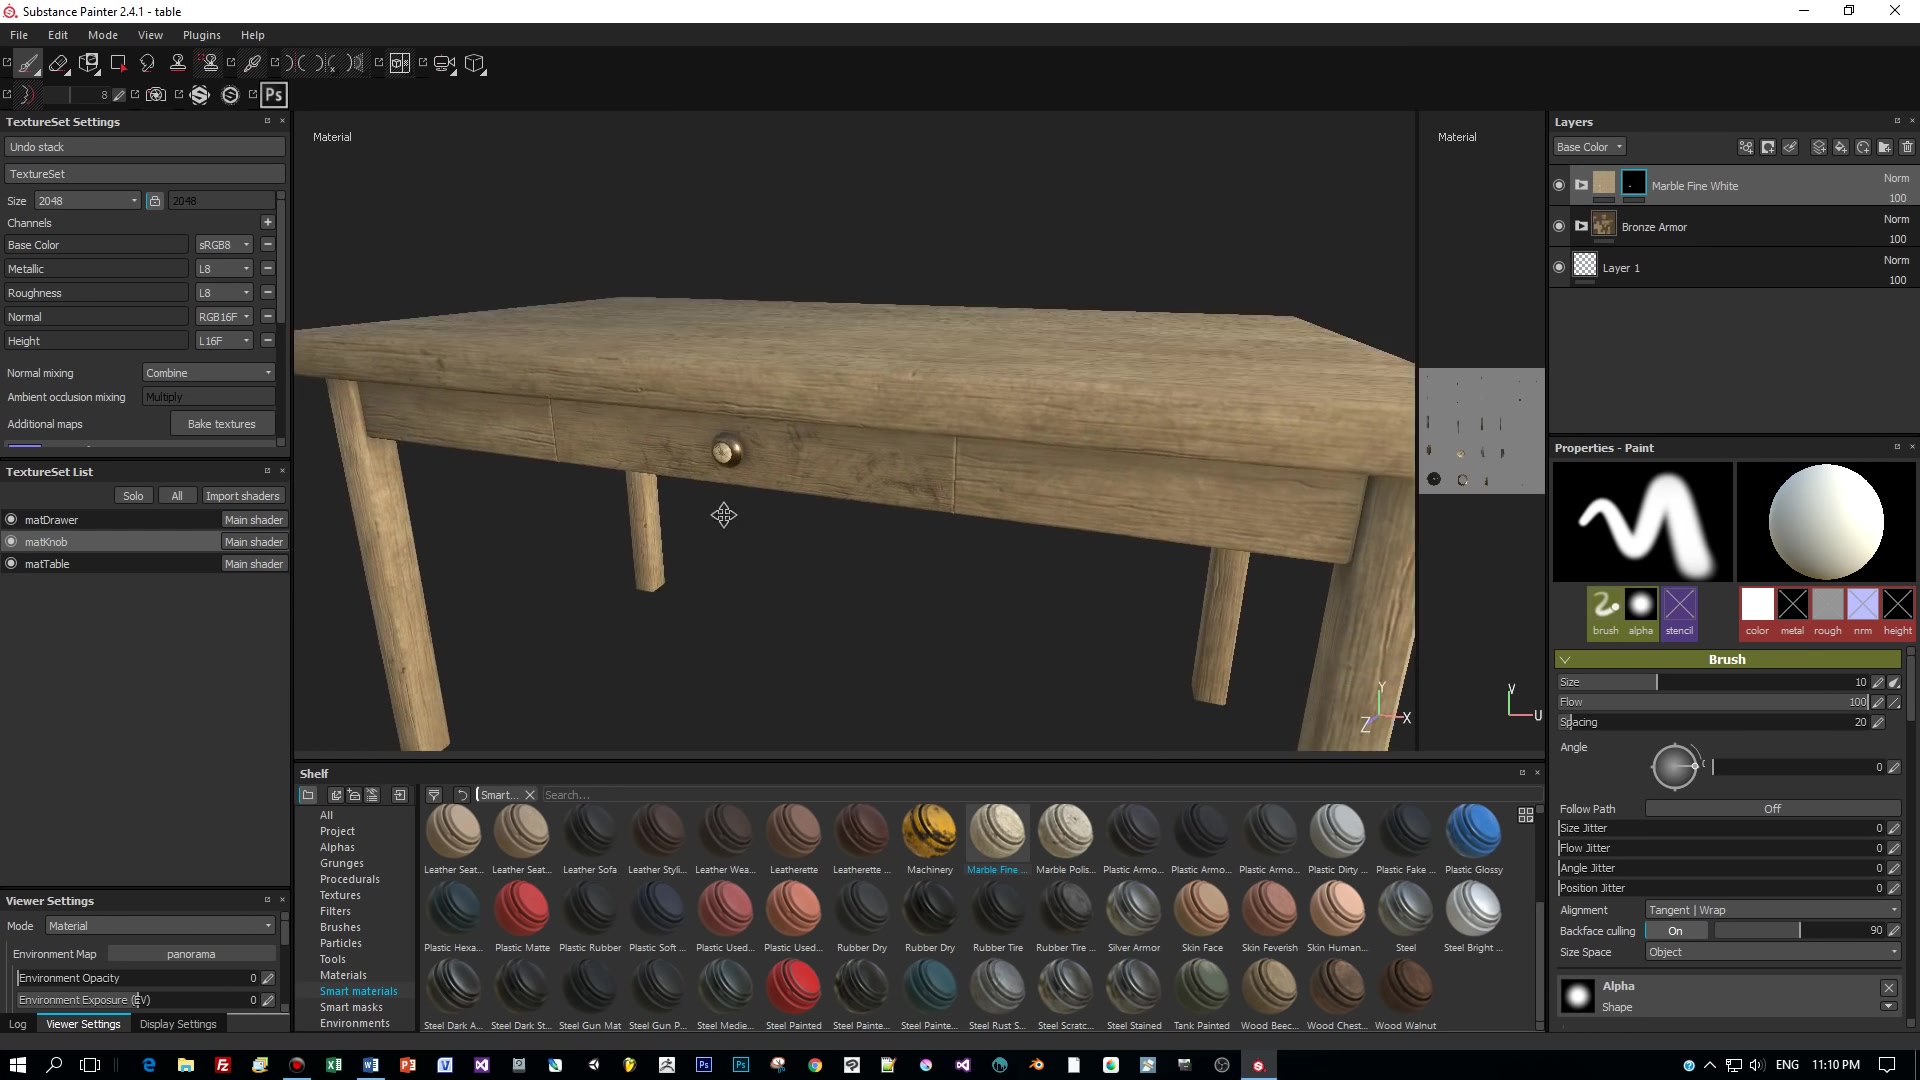 Substance Painter 2.4.1 - table
File Edit Mode View Plugins Help
8 Ps
TextureSet Settings
Undo stack
TextureSet
Size 2048 2048
Channels
Base Color sRGB8
Metallic L8
Roughness L8
Normal RGB16F
Height L16F
Normal mixing Combine
Ambient occlusion mixing Multiply
Additional maps Bake textures
TextureSet List
Solo All Import shaders
matDrawer Main shader
matKnob Main shader
matTable Main shader
Viewer Settings
Mode Material
Environment Map panorama
Environment Opacity 0
Environment Exposure (EV) 0
Log Viewer Settings Display Settings
Material
Y
X
Z
Material
V
U
Shelf
Smart... Search...
All
Project
Alphas
Grunges
Procedurals
Textures
Filters
Brushes
Particles
Tools
Materials
Smart materials
Smart masks
Environments
Leather Seat... Leather Seat... Leather Sofa Leather Styli... Leather Wea... Leatherette Leatherette ... Machinery Marble Fine ... Marble Polis... Plastic Armo... Plastic Armo... Plastic Armo... Plastic Dirty ... Plastic Fake ... Plastic Glossy
Plastic Hexa... Plastic Matte Plastic Rubber Plastic Soft ... Plastic Used... Plastic Used... Rubber Dry Rubber Dry Rubber Tire Rubber Tire ... Silver Armor Skin Face Skin Feverish Skin Human... Steel Steel Bright ...
Steel Dark A... Steel Dark St... Steel Gun Mat Steel Gun P... Steel Medie... Steel Painted Steel Painte... Steel Painte... Steel Rust S... Steel Scratc... Steel Stained Tank Painted Wood Beec... Wood Chest... Wood Walnut
Layers
Base Color
Marble Fine White Norm 100
Bronze Armor Norm 100
Layer 1 Norm 100
Properties - Paint
brush alpha stencil color metal rough nrm height
Brush
Size 10
Flow 100
Spacing 20
Angle 0
Follow Path Off
Size Jitter 0
Flow Jitter 0
Angle Jitter 0
Position Jitter 0
Alignment Tangent | Wrap
Backface culling On 90
Size Space Object
Alpha
Shape
Ps Ps ENG 11:10 PM